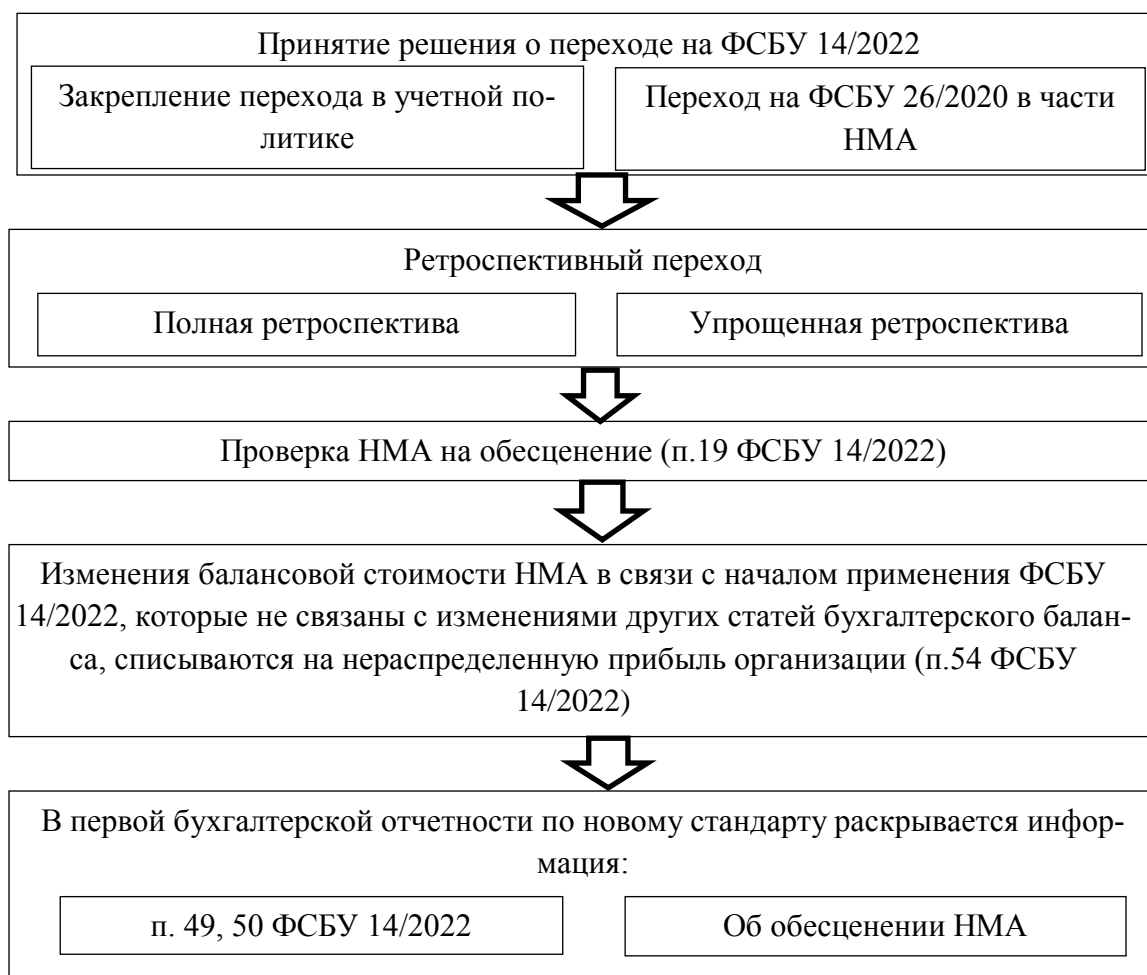 Принятие решения о переходе на ФСБУ 14/2022
Закрепление перехода в учетной по-
литике
Переход на ФСБУ 26/2020 в части
НМА
Ретроспективный переход
Полная ретроспектива
Упрощенная ретроспектива
Проверка НМА на обесценение (п.19 ФСБУ 14/2022)
Изменения балансовой стоимости НМА в связи с началом применения ФСБУ
14/2022, которые не связаны с изменениями других статей бухгалтерского балан-
са, списываются на нераспределенную прибыль организации (п.54 ФСБУ
14/2022)
В первой бухгалтерской отчетности по новому стандарту раскрывается инфор-
мация:
п. 49, 50 ФСБУ 14/2022
Об обесценении НМА